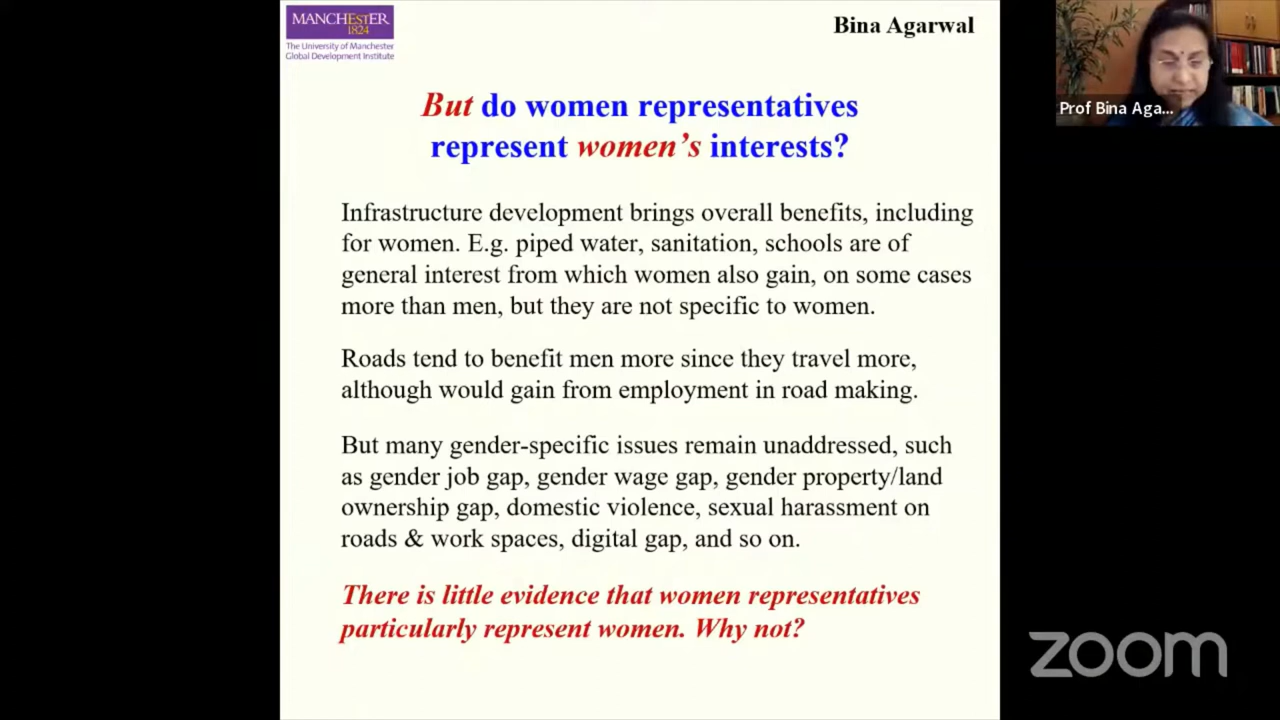 MANCHESTER
1824
The University of Manchester
Global Development Institute
Bina Agarwal
Prof Bina Aga...
But do women representatives
represent women's interests?
Infrastructure development brings overall benefits, including
for women. E.g. piped water, sanitation, schools are of
general interest from which women also gain, on some cases
more than men, but they are not specific to women.
Roads tend to benefit men more since they travel more,
although would gain from employment in road making.
But many gender-specific issues remain unaddressed, such
as gender job gap, gender wage gap, gender property/land
ownership gap, domestic violence, sexual harassment on
roads & work spaces, digital gap, and so on.
There is little evidence that women representatives
particularly represent women. Why not?
zoom